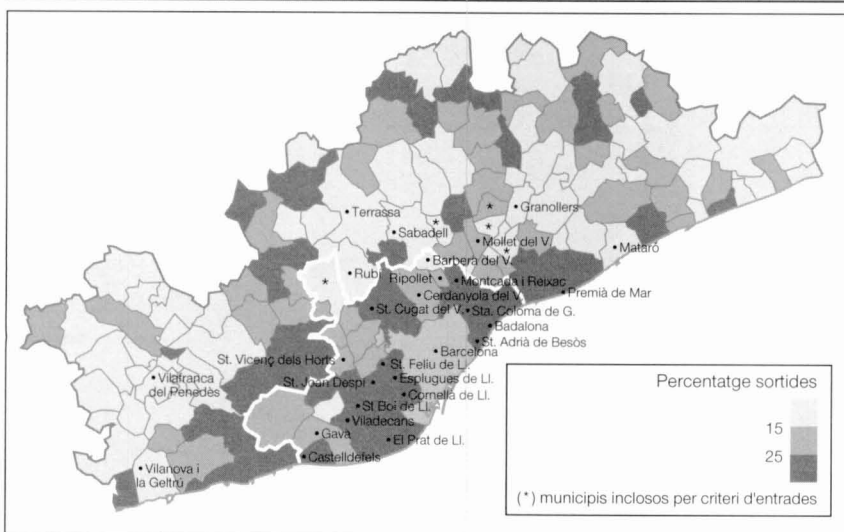 Terrassa
*
Granollers
*
*
Sabadell
Mollet del V.
*
Mataró
Barberà del V.
Rubí
*
Ripollet
Montcada i Reixac
Cerdanyola del V.
Premià de Mar
St. Cugat del V.
Sta. Coloma de G.
Badalona
St. Adrià de Besòs
Barcelona
St. Vicenç dels Horts
St. Feliu de Ll.
Vilafranca
del Penedès
St. Joan Despí
Esplugues de Ll.
Cornellà de Ll.
St Boi de Ll.
Viladecans
Gavà
El Prat de Ll.
Castelldefels
Vilanova i
la Geltrú
Percentatge sortides
15
25
(*) municipis inclosos per criteri d'entrades